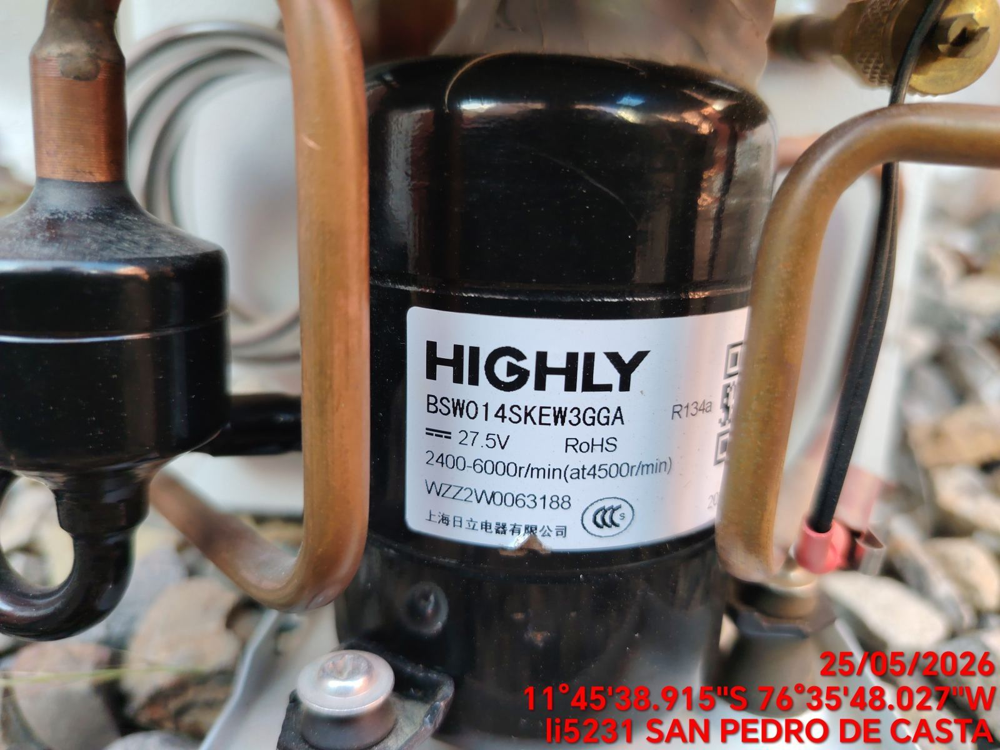 HIGHLY
BSW014SKEW3GGA R134a
27.5V RoHS
2400-6000r/min(at4500r/min)
WZZ2W0063188
上海日立电器有限公司 CCC S
25/05/2026
11°45'38.915"S 76°35'48.027"W
li5231 SAN PEDRO DE CASTA